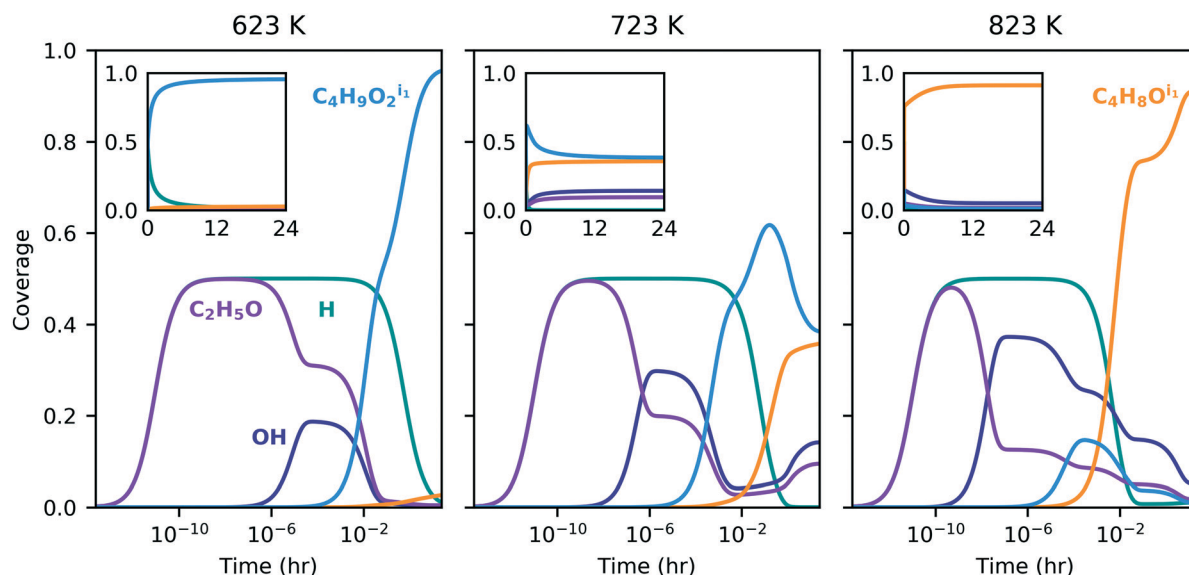 623 K
723 K
823 K
Coverage
1.0
0.8
0.6
0.4
0.2
0.0
1.0
0.5
0.0
0
12
24
C₄H₉O₂ⁱ¹
C₂H₅O
H
OH
10⁻¹⁰
10⁻⁶
10⁻²
Time (hr)
1.0
0.5
0.0
0
12
24
10⁻¹⁰
10⁻⁶
10⁻²
Time (hr)
1.0
0.5
0.0
0
12
24
C₄H₈Oⁱ¹
10⁻¹⁰
10⁻⁶
10⁻²
Time (hr)